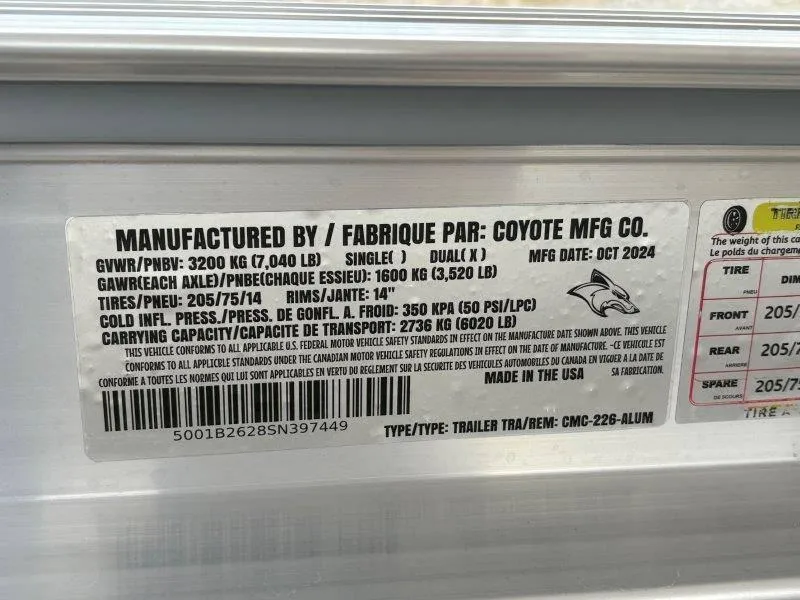 MANUFACTURED BY / FABRIQUE PAR: COYOTE MFG CO.
GVWR/PNBV: 3200 KG (7,040 LB) SINGLE( ) DUAL( X ) MFG DATE: OCT 2024
GAWR(EACH AXLE)/PNBE(CHAQUE ESSIEU): 1600 KG (3,520 LB)
TIRES/PNEU: 205/75/14 RIMS/JANTE: 14"
COLD INFL. PRESS./PRESS. DE GONFL. A. FROID: 350 KPA (50 PSI/LPC)
CARRYING CAPACITY/CAPACITE DE TRANSPORT: 2736 KG (6020 LB)
THIS VEHICLE CONFORMS TO ALL APPLICABLE U.S. FEDERAL MOTOR VEHICLE SAFETY STANDARDS IN EFFECT ON THE MANUFACTURE DATE SHOWN ABOVE. THIS VEHICLE
CONFORMS TO ALL APPLICABLE STANDARDS UNDER THE CANADIAN MOTOR VEHICLE SAFETY REGULATIONS IN EFFECT ON THE DATE OF MANUFACTURE. -CE VEHICULE EST
CONFORME A TOUTES LES NORMES QUI LUI SONT APPLICABLES EN VERTU DU REGLEMENT SUR LA SECURITE DES VEHICULES AUTOMOBILES DU CANADA EN VIGUER A LA DATE DE
MADE IN THE USA SA FABRICATION.
5001B2628SN397449
TYPE/TYPE: TRAILER TRA/REM: CMC-226-ALUM
The weight of this
Le poids du
TIRE
PNEU
FRONT 205/
AVANT
REAR 205/
ARRIERE
SPARE 205/
DE SECOURS
TIRE